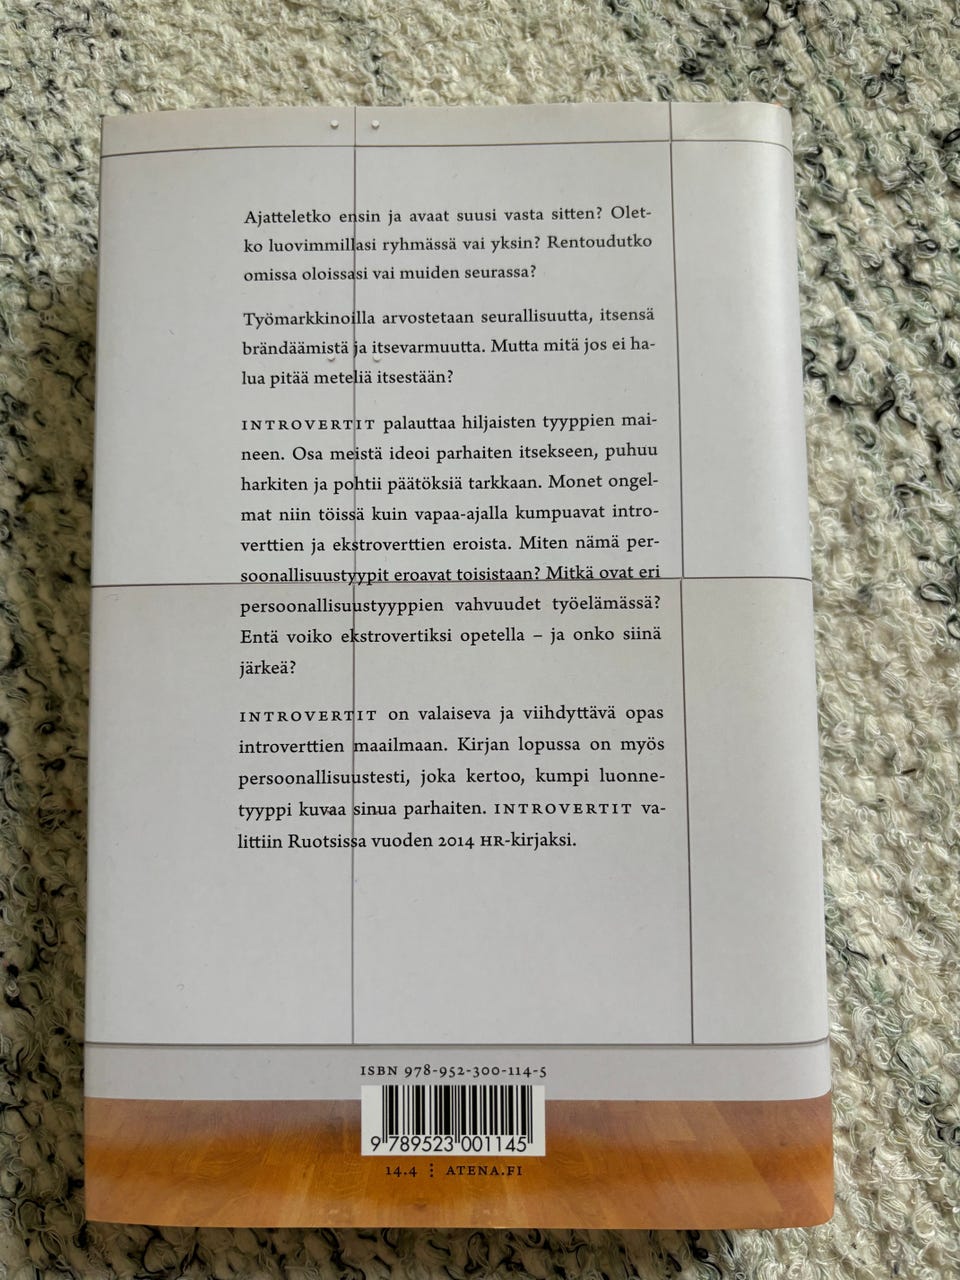 Ajatteletko ensin ja avaat suusi vasta sitten? Olet-
ko luovimmillasi ryhmässä vai yksin? Rentoudutko
omissa oloissasi vai muiden seurassa?
Työmarkkinoilla arvostetaan seurallisuutta, itsensä
brändäämistä ja itsevarmuutta. Mutta mitä jos ei ha-
lua pitää meteliä itsestään?
INTROVERTIT palauttaa hiljaisten tyyppien mai-
neen. Osa meistä ideoi parhaiten itsekseen, puhuu
harkiten ja pohtii päätöksiä tarkkaan. Monet ongel-
mat niin töissä kuin vapaa-ajalla kumpuavat intro-
verttien ja ekstroverttien eroista. Miten nämä per-
soonallisuustyypit eroavat toisistaan? Mitkä ovat eri
persoonallisuustyyppien vahvuudet työelämässä?
Entä voiko ekstrovertiksi opetella – ja onko siinä
järkeä?
INTROVERTIT on valaiseva ja viihdyttävä opas
introverttien maailmaan. Kirjan lopussa on myös
persoonallisuustesti, joka kertoo, kumpi luonne-
tyyppi kuvaa sinua parhaiten. INTROVERTIT va-
littiin Ruotsissa vuoden 2014 HR-kirjaksi.
ISBN 978-952-300-114-5
9 789523 001145
14.4 ⋮ ATENA.FI